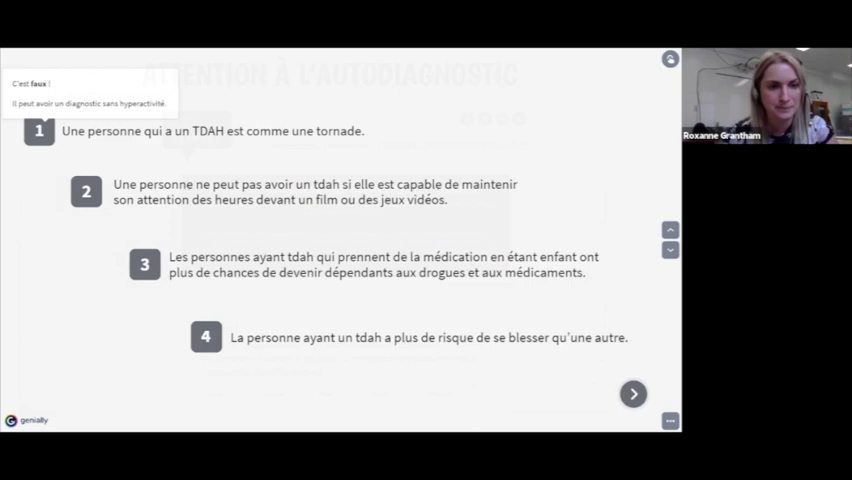 ATTENTION À L'AUTODIAGNOSTIC
C'est faux !
Il peut avoir un diagnostic sans hyperactivité.
1 Une personne qui a un TDAH est comme une tornade.
2 Une personne ne peut pas avoir un tdah si elle est capable de maintenir
son attention des heures devant un film ou des jeux vidéos.
3 Les personnes ayant tdah qui prennent de la médication en étant enfant ont
plus de chances de devenir dépendants aux drogues et aux médicaments.
4 La personne ayant un tdah a plus de risque de se blesser qu'une autre.
genially
Roxanne Grantham